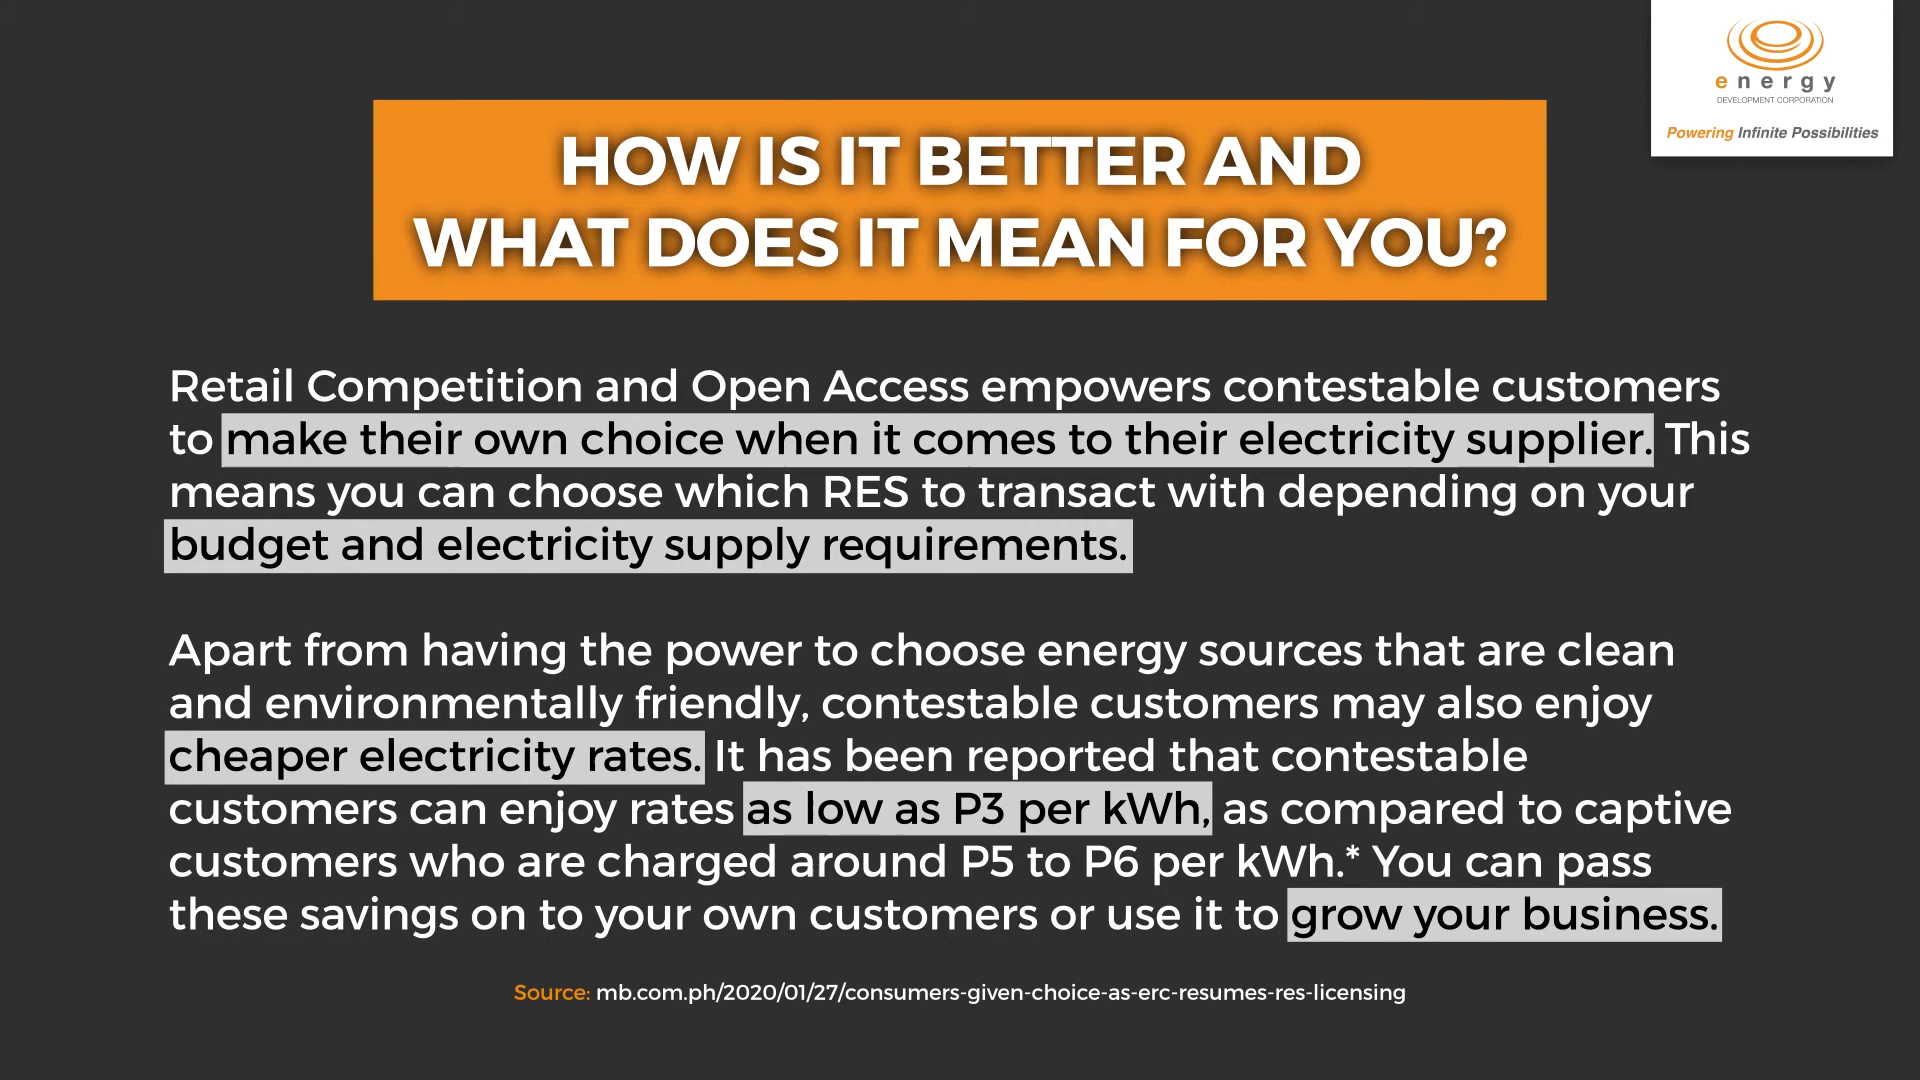 energy
DEVELOPMENT CORPORATION
Powering Infinite Possibilities
HOW IS IT BETTER AND
WHAT DOES IT MEAN FOR YOU?
Retail Competition and Open Access empowers contestable customers
to make their own choice when it comes to their electricity supplier. This
means you can choose which RES to transact with depending on your
budget and electricity supply requirements.
Apart from having the power to choose energy sources that are clean
and environmentally friendly, contestable customers may also enjoy
cheaper electricity rates. It has been reported that contestable
customers can enjoy rates as low as P3 per kWh, as compared to captive
customers who are charged around P5 to P6 per kWh.* You can pass
these savings on to your own customers or use it to grow your business.
Source: mb.com.ph/2020/01/27/consumers-given-choice-as-erc-resumes-res-licensing